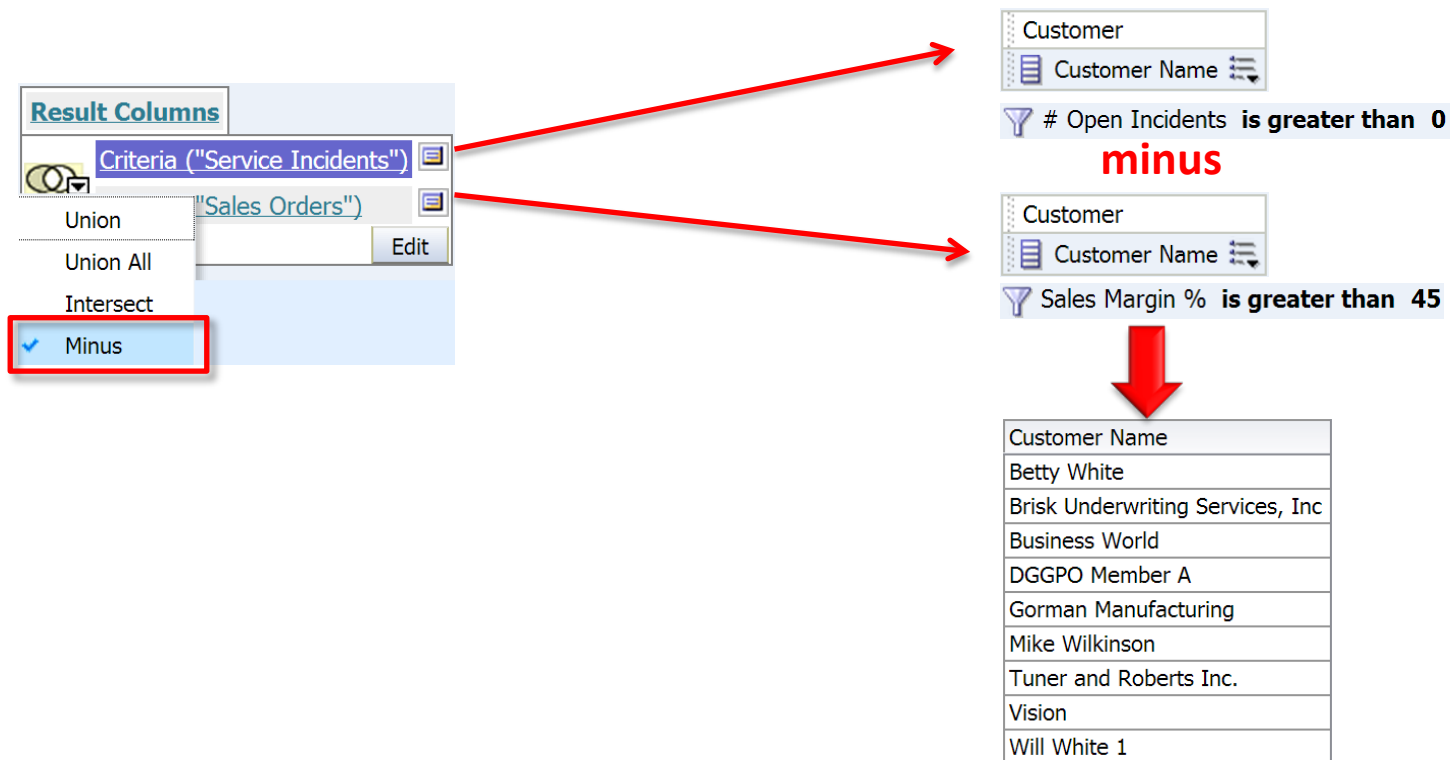 Result Columns
Criteria ("Service Incidents")
"Sales Orders")
Edit
Union
Union All
Intersect
Minus
Customer
Customer Name
# Open Incidents is greater than 0
minus
Customer
Customer Name
Sales Margin % is greater than 45
Customer Name
Betty White
Brisk Underwriting Services, Inc
Business World
DGGPO Member A
Gorman Manufacturing
Mike Wilkinson
Tuner and Roberts Inc.
Vision
Will White 1